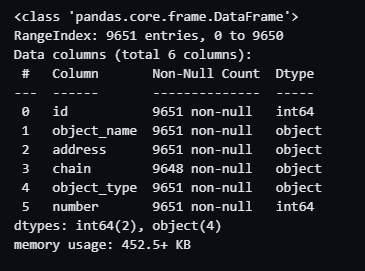 <class 'pandas.core.frame.DataFrame'>
RangeIndex: 9651 entries, 0 to 9650
Data columns (total 6 columns):
 #   Column       Non-Null Count  Dtype
---  ------       --------------  -----
 0   id           9651 non-null   int64
 1   object_name  9651 non-null   object
 2   address      9651 non-null   object
 3   chain        9648 non-null   object
 4   object_type  9651 non-null   object
 5   number       9651 non-null   int64
dtypes: int64(2), object(4)
memory usage: 452.5+ KB